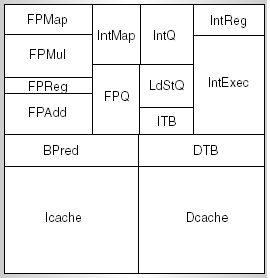 FPMap
IntMap
IntQ
IntReg
FPMul
FPReg
FPAdd
FPQ
LdStQ
ITB
IntExec
BPred
DTB
Icache
Dcache